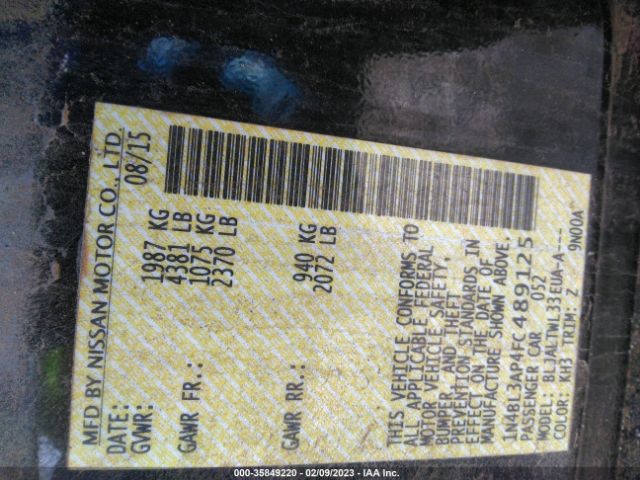 MFD BY NISSAN MOTOR CO., LTD.
DATE: 08/15
GVWR: 1987 KG
4381 LB
GAWR FR.: 1075 KG
2370 LB
GAWR RR.: 940 KG
2072 LB
THIS VEHICLE CONFORMS TO
ALL APPLICABLE FEDERAL
MOTOR VEHICLE SAFETY,
BUMPER, AND THEFT
PREVENTION STANDARDS IN
EFFECT ON THE DATE OF
MANUFACTURE SHOWN ABOVE.
1N4BL3AP4FC489125
PASSENGER CAR 052
MODEL: BLJALTWL33EUA-A---
COLOR: KH3 TRIM: Z 9N00A
000-35849220 - 02/09/2023 - IAA Inc.